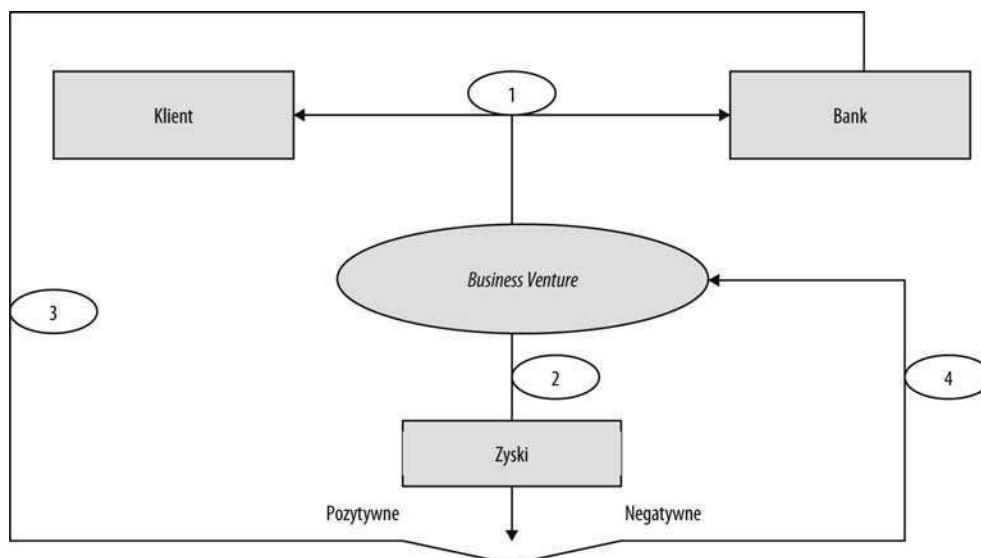 1
Klient
Bank
Business Venture
3
2
4
Zyski
Pozytywne
Negatywne